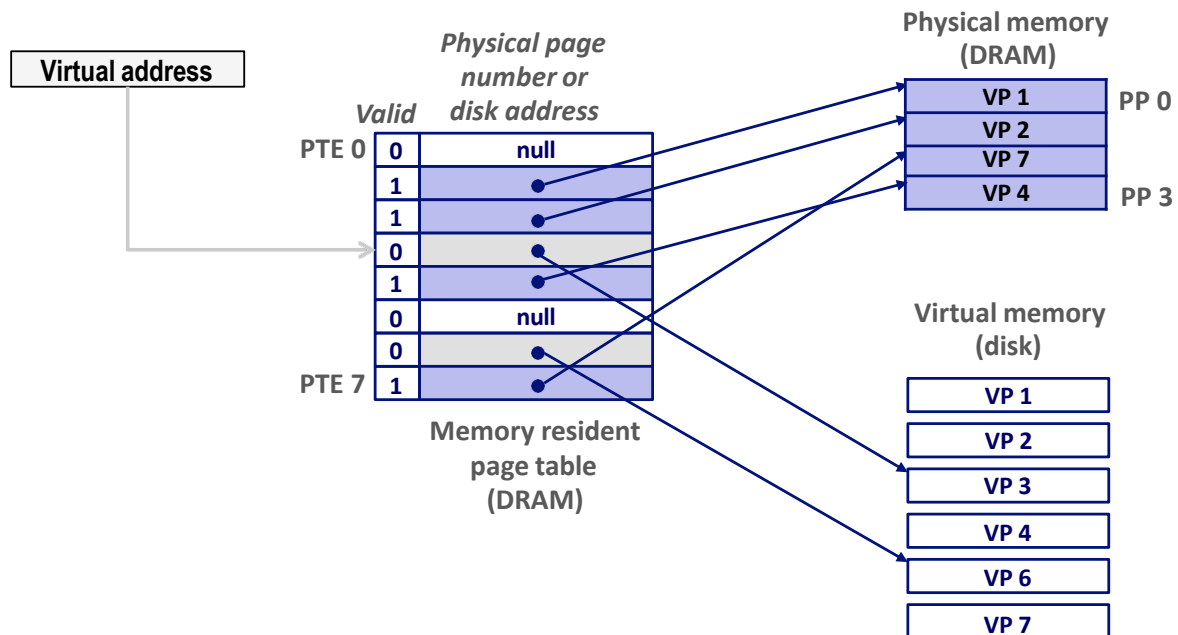 Virtual address
Physical page
number or
disk address
Valid
PTE 0
0
null
1
1
0
1
0
null
0
PTE 7
1
Memory resident
page table
(DRAM)
Physical memory
(DRAM)
VP 1
PP 0
VP 2
VP 7
VP 4
PP 3
Virtual memory
(disk)
VP 1
VP 2
VP 3
VP 4
VP 6
VP 7